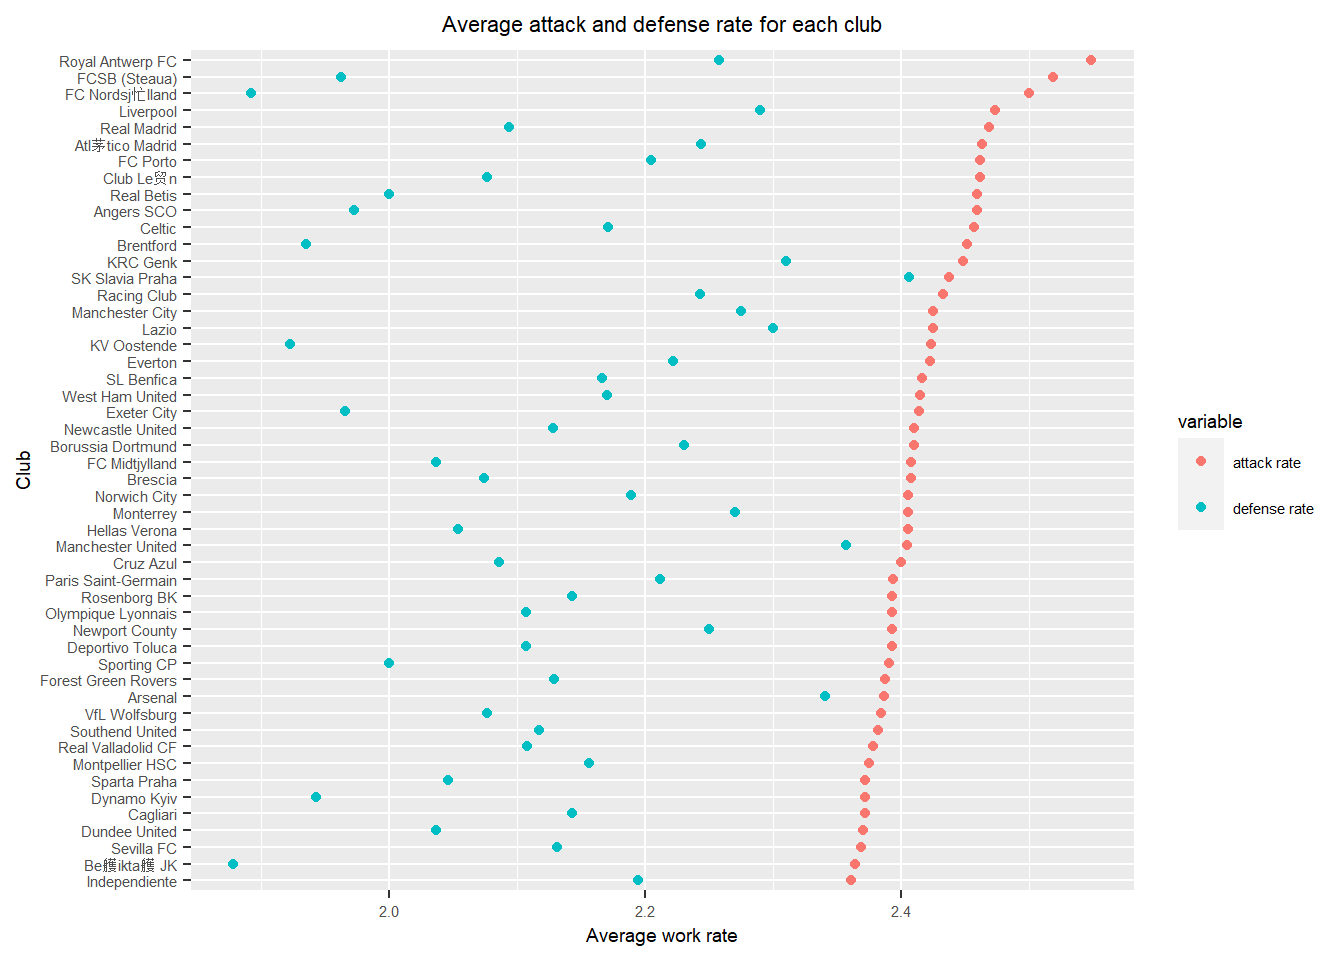 Average attack and defense rate for each club
Royal Antwerp FC
FCSB (Steaua)
FC Nordsj忙lland
Liverpool
Real Madrid
Atl茅tico Madrid
FC Porto
Club Le贸n
Real Betis
Angers SCO
Celtic
Brentford
KRC Genk
SK Slavia Praha
Racing Club
Manchester City
Lazio
KV Oostende
Everton
SL Benfica
West Ham United
Exeter City
Newcastle United
Borussia Dortmund
FC Midtjylland
Brescia
Norwich City
Monterrey
Hellas Verona
Manchester United
Cruz Azul
Paris Saint-Germain
Rosenborg BK
Olympique Lyonnais
Newport County
Deportivo Toluca
Sporting CP
Forest Green Rovers
Arsenal
VfL Wolfsburg
Southend United
Real Valladolid CF
Montpellier HSC
Sparta Praha
Dynamo Kyiv
Cagliari
Dundee United
Sevilla FC
Be艧ikta艧 JK
Independiente
Club
2.0
2.2
2.4
Average work rate
variable
attack rate
defense rate